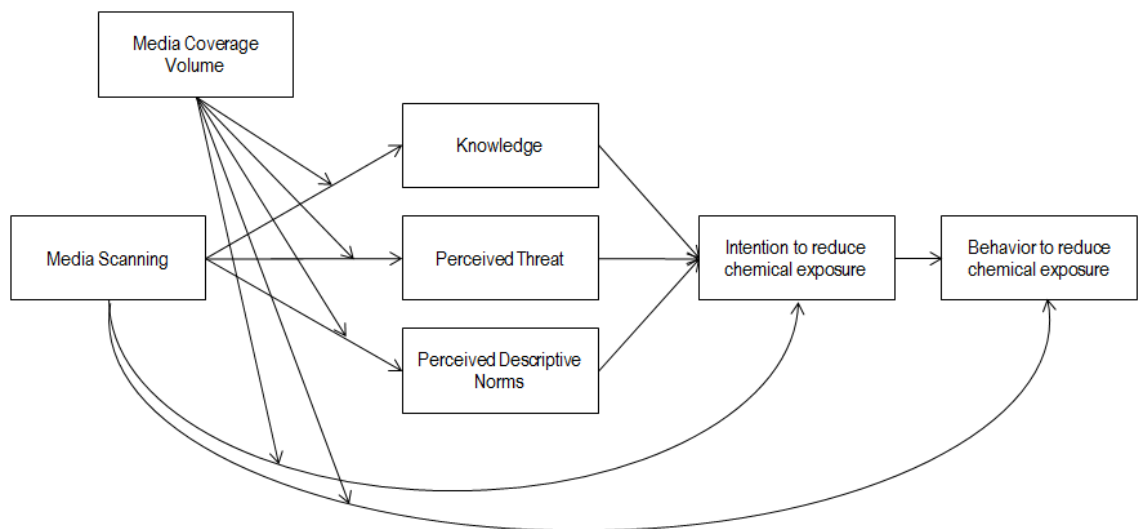 Media Coverage
Volume
Knowledge
Media Scanning
Perceived Threat
Intention to reduce
chemical exposure
Behavior to reduce
chemical exposure
Perceived Descriptive
Norms